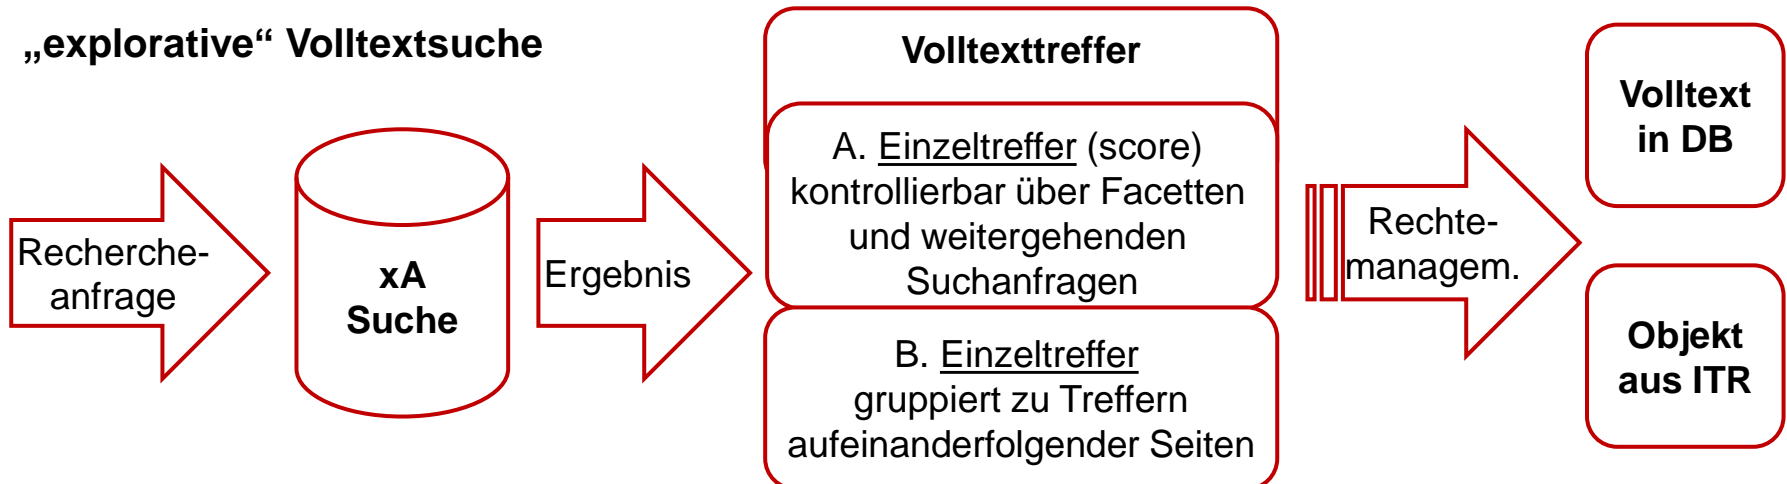 „explorative“ Volltextsuche
Recherche-
anfrage
xA
Suche
Ergebnis
Volltexttreffer
A. Einzeltreffer (score)
kontrollierbar über Facetten
und weitergehenden
Suchanfragen
B. Einzeltreffer
gruppiert zu Treffern
aufeinanderfolgender Seiten
Rechte-
managem.
Volltext
in DB
Objekt
aus ITR